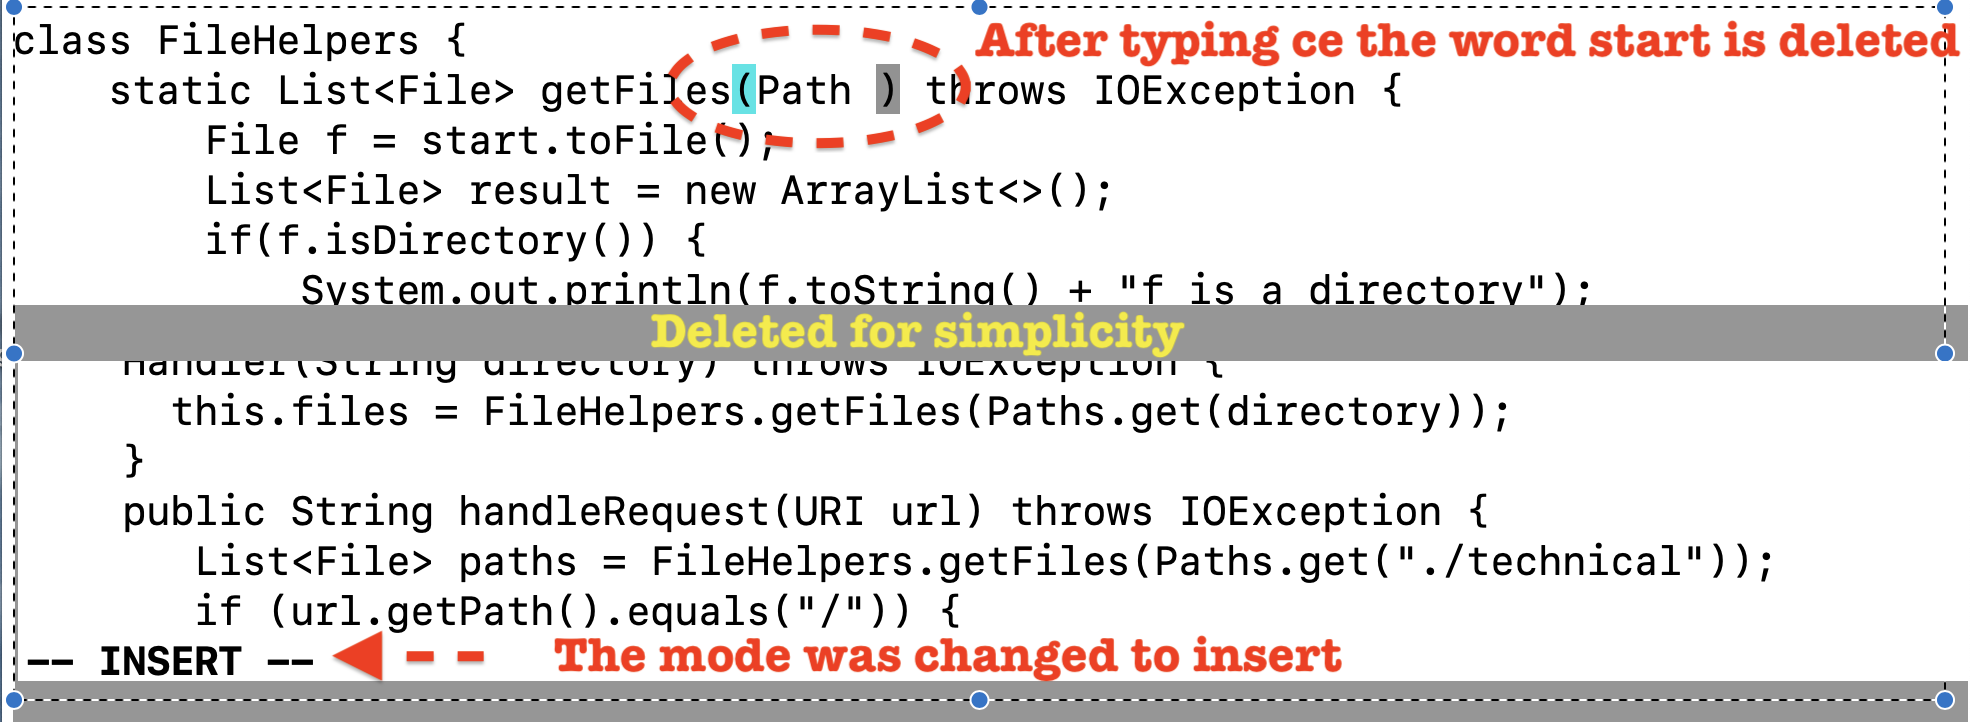 After typing ce the word start is deleted
class FileHelpers {
static List<File> getFiles(Path ) throws IOException {
File f = start.toFile();
List<File> result = new ArrayList<>();
if(f.isDirectory()) {
System.out.println(f.toString() + "f is a directory");
Deleted for simplicity
Handler(String directory) throws IOException {
this.files = FileHelpers.getFiles(Paths.get(directory));
}
public String handleRequest(URI url) throws IOException {
List<File> paths = FileHelpers.getFiles(Paths.get("./technical"));
if (url.getPath().equals("/")) {
-- INSERT --
The mode was changed to insert